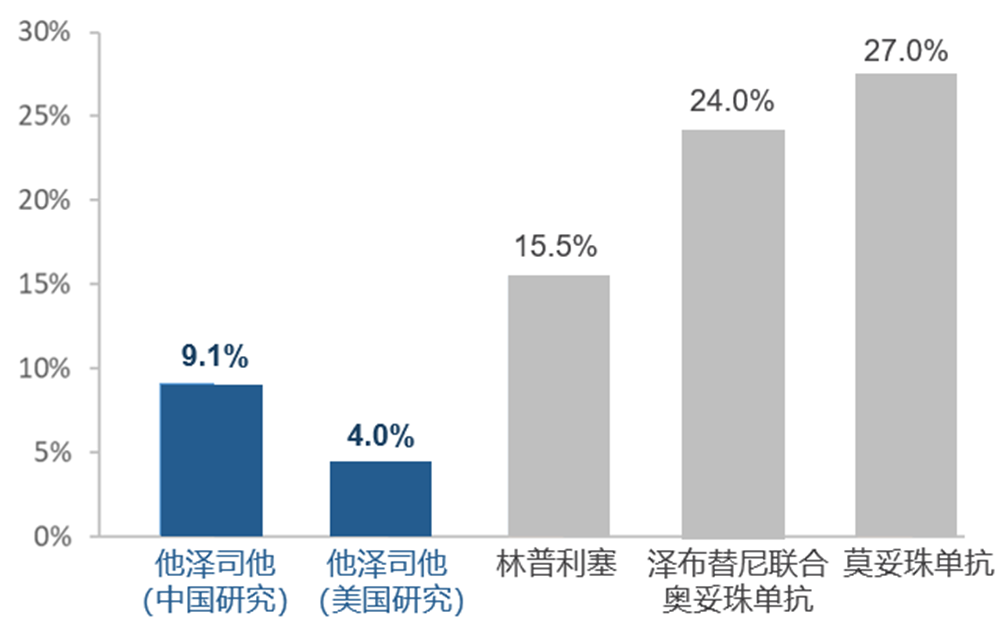 30%
25%
20%
15%
10%
5%
0%
9.1%
4.0%
15.5%
24.0%
27.0%
他泽司他
(中国研究)
他泽司他
(美国研究)
林普利塞
泽布替尼联合
奥妥珠单抗
莫妥珠单抗